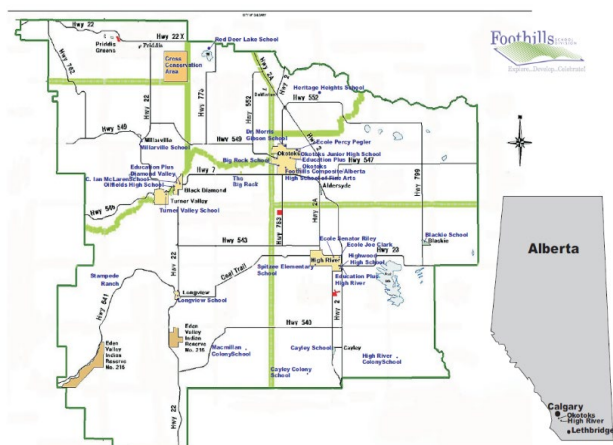 Hwy 22
Hwy 22 X
Priddis
Greens
Priddis
Red Deer Lake School
Cross
Conservation
Area
Hwy 762
Hwy 22
Hwy 2A
Hwy 2
DeWinton
552
Heritage Heights School
Hwy 552
Hwy 549
Millarville
Millarville School
Hwy 549
Dr. Morris
Gibson School
Ecole Percy Pegler
Okotoks
Okotoks Junior High School
Education Plus
Okotoks
Hwy 547
Big Rock School
Foothills Composite/Alberta
High School of Fine Arts
Education Plus
Diamond Valley
C. Ian McLaren School
Oilfields High School
Hwy 7
The
Big Rock
Black Diamond
Aldersyde
Turner Valley
Turner Valley School
Hwy 546
Hwy 783
Hwy 2A
Hwy 799
Blackie School
Blackie
Hwy 543
Ecole Senator Riley
Ecole Joe Clark
Highwood
High School
Hwy 23
High River
Spitzee Elementary
School
Coal Trail
Hwy 22
Stampede
Ranch
Education Plus
High River
Hwy 541
Longview
Longview School
Hwy 2
Hwy 540
Eden
Valley
Indian
Reserve
No. 216
Eden
Valley
Indian
Reserve
No. 216
Macmillan
ColonySchool
Cayley School
Cayley
High River
ColonySchool
Cayley Colony
School
Hwy 22
Foothills
SCHOOL
DIVISION
Explore, Develop, Celebrate!
Alberta
Calgary
Okotoks
High River
Lethbridge